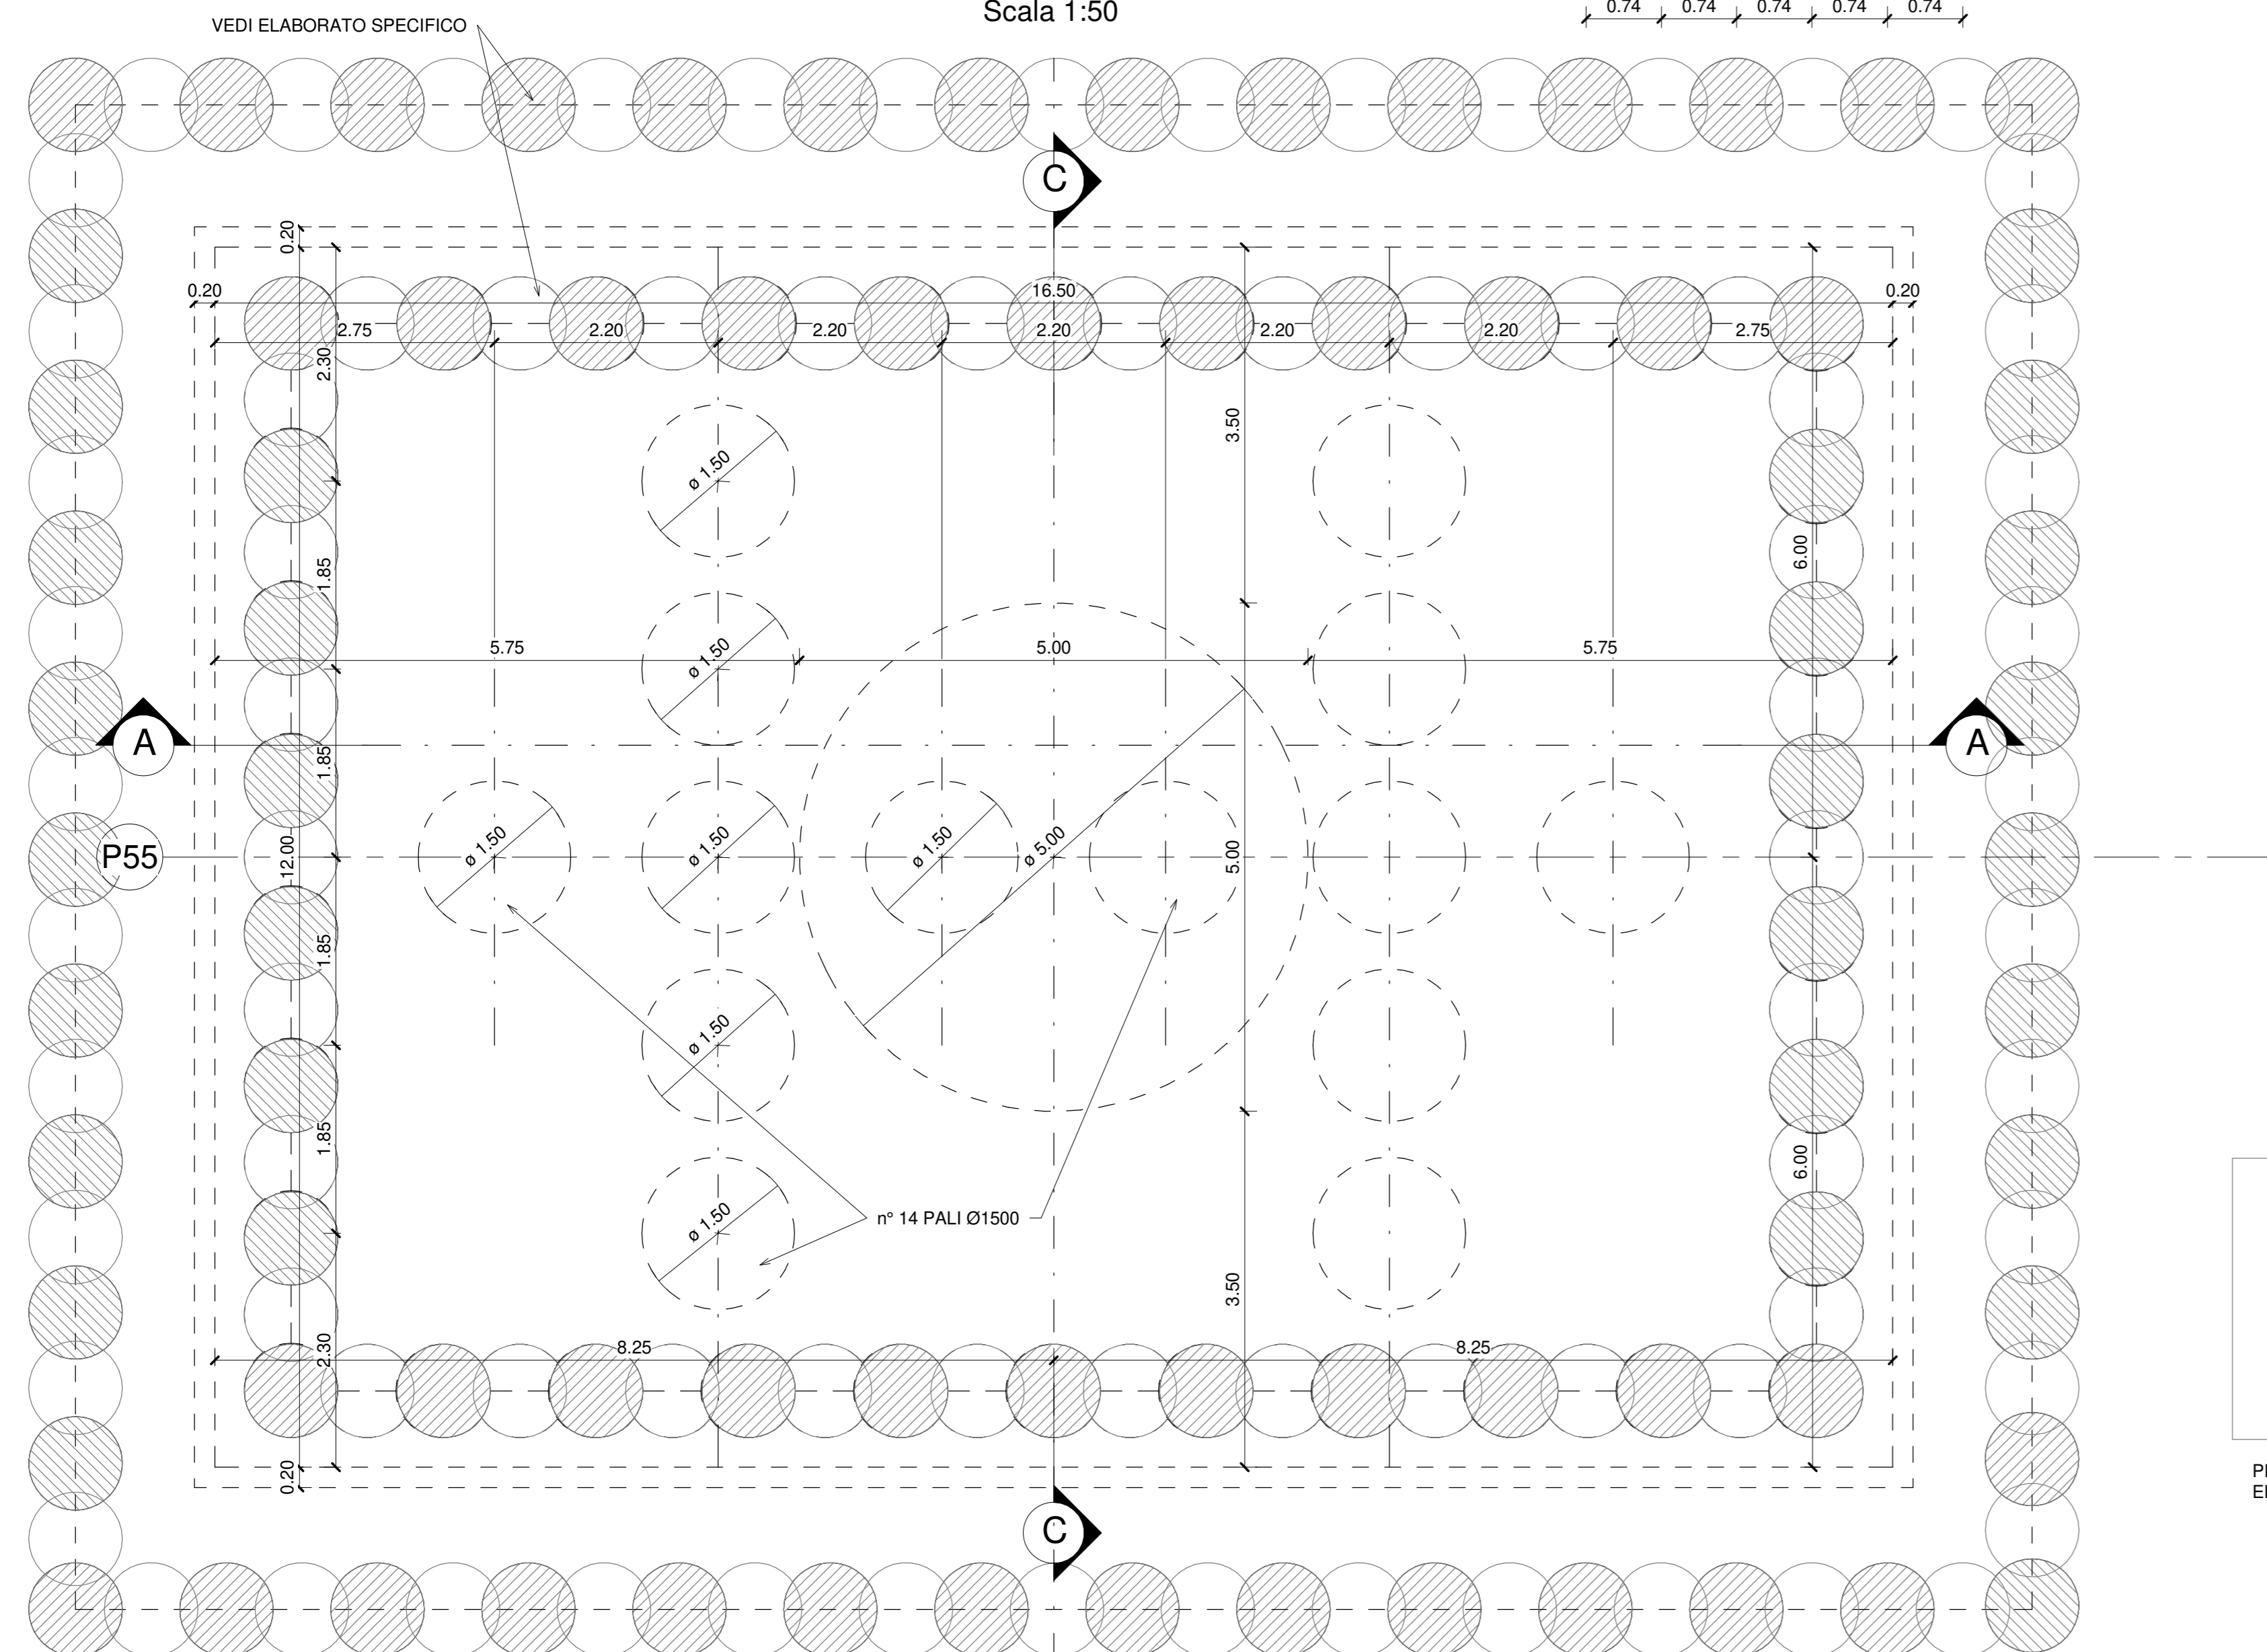 Scala 1:50
0.74 0.74 0.74 0.74 0.74
VEDI ELABORATO SPECIFICO
C
0.20
0.20 16.50 0.20
2.75 2.20 2.20 2.20 2.20 2.20 2.75
2.30
3.50
ø 1.50
1.85
6.00
ø 1.50
5.75 5.00 5.75
A A
1.85
P55
12.00
ø 1.50 ø 1.50 ø 1.50 ø 5.00
5.00
1.85
ø 1.50
1.85
6.00
ø 1.50
n° 14 PALI Ø1500
3.50
2.30
8.25 8.25
0.20
C